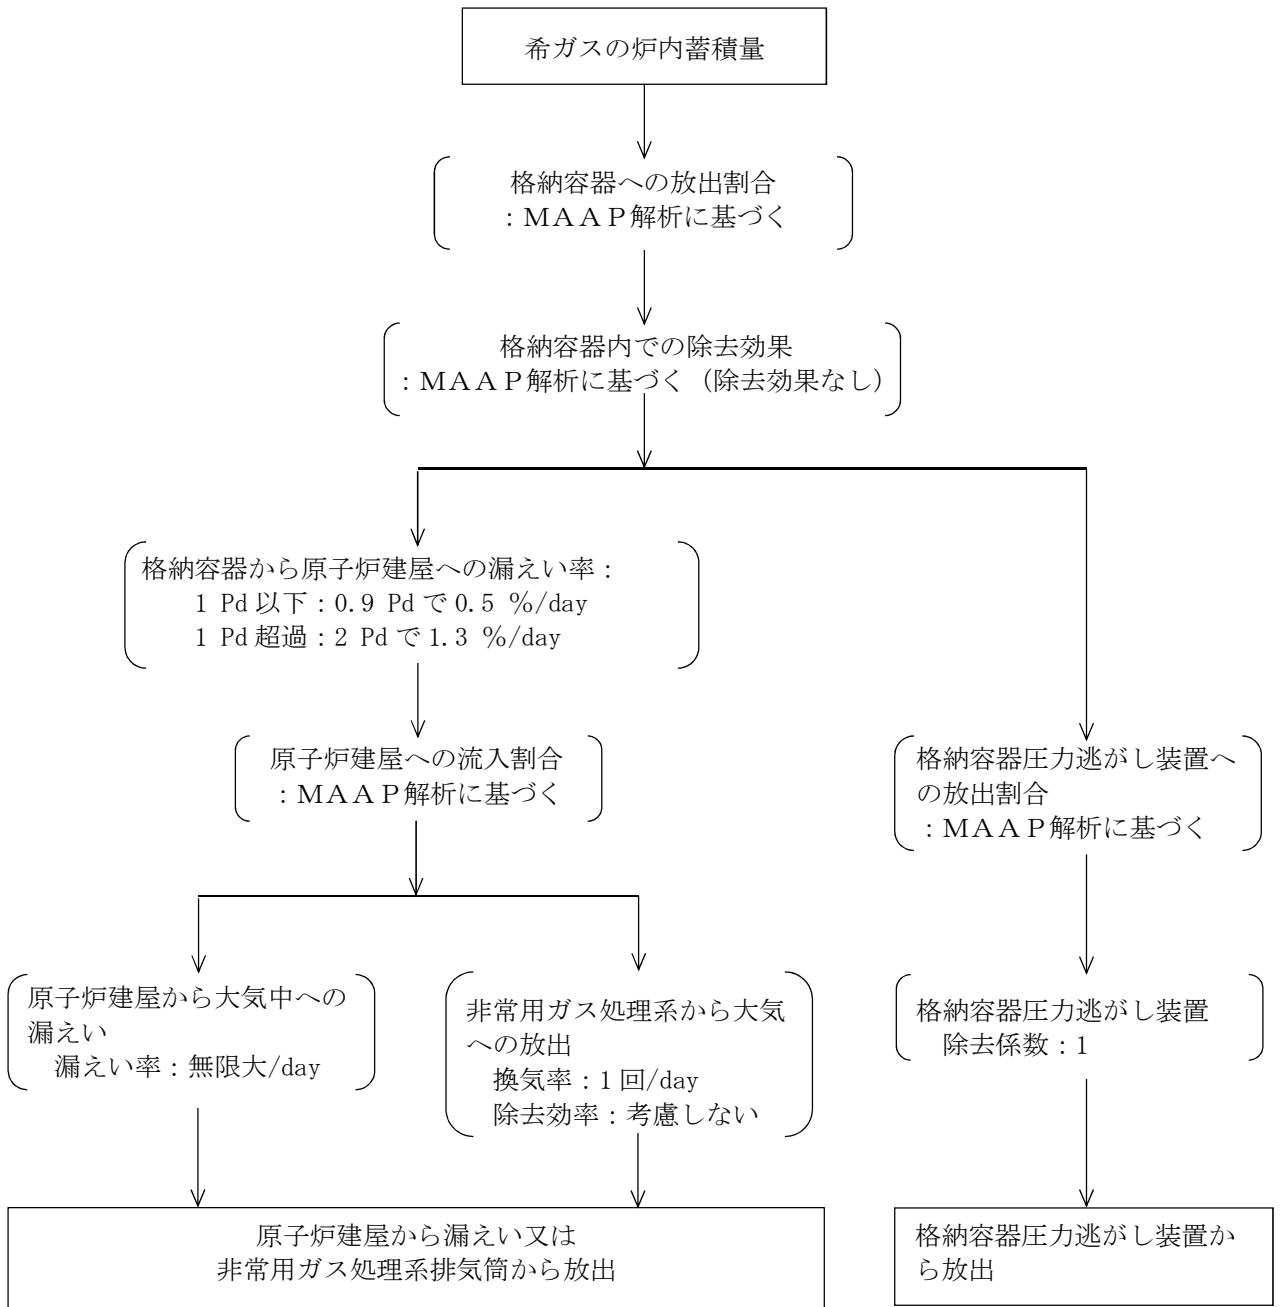 希ガスの炉内蓄積量
格納容器への放出割合
：ＭＡＡＰ解析に基づく
格納容器内での除去効果
：ＭＡＡＰ解析に基づく（除去効果なし）
格納容器から原子炉建屋への漏えい率：
1 Pd 以下：0.9 Pd で 0.5 ％/day
1 Pd 超過：2 Pd で 1.3 ％/day
原子炉建屋への流入割合
：ＭＡＡＰ解析に基づく
格納容器圧力逃がし装置へ
の放出割合
：ＭＡＡＰ解析に基づく
原子炉建屋から大気中への
漏えい
漏えい率：無限大/day
非常用ガス処理系から大気
への放出
換気率：1 回/day
除去効率：考慮しない
格納容器圧力逃がし装置
除去係数：1
原子炉建屋から漏えい又は
非常用ガス処理系排気筒から放出
格納容器圧力逃がし装置か
ら放出